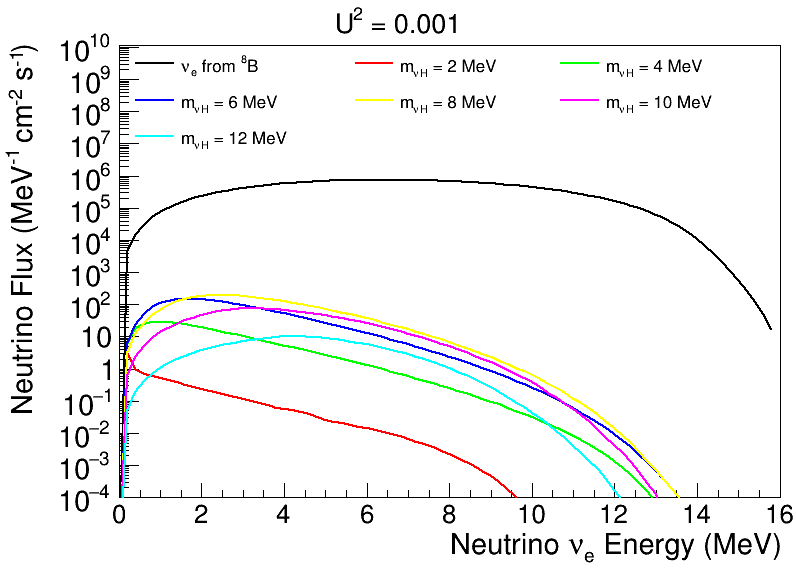 U² = 0.001
Neutrino Flux (MeV⁻¹ cm⁻² s⁻¹)
10¹⁰
10⁹
10⁸
10⁷
10⁶
10⁵
10⁴
10³
10²
10
1
10⁻¹
10⁻²
10⁻³
10⁻⁴
νe from ⁸B
mνH = 2 MeV
mνH = 4 MeV
mνH = 6 MeV
mνH = 8 MeV
mνH = 10 MeV
mνH = 12 MeV
0 2 4 6 8 10 12 14 16
Neutrino νe Energy (MeV)